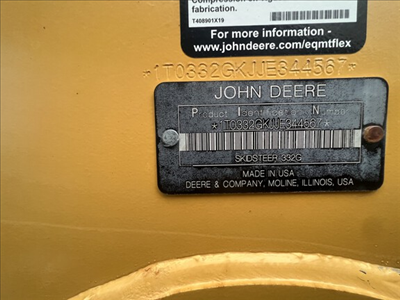 fabrication.
T408901X19
For more information -
www.johndeere.com/eqmtflex
*1T0332GKJJE344567*
JOHN DEERE
Product Identification Number
*1T0332GKJJE344567*
SKIDSTEER 332G
MADE IN USA
DEERE & COMPANY, MOLINE, ILLINOIS, USA